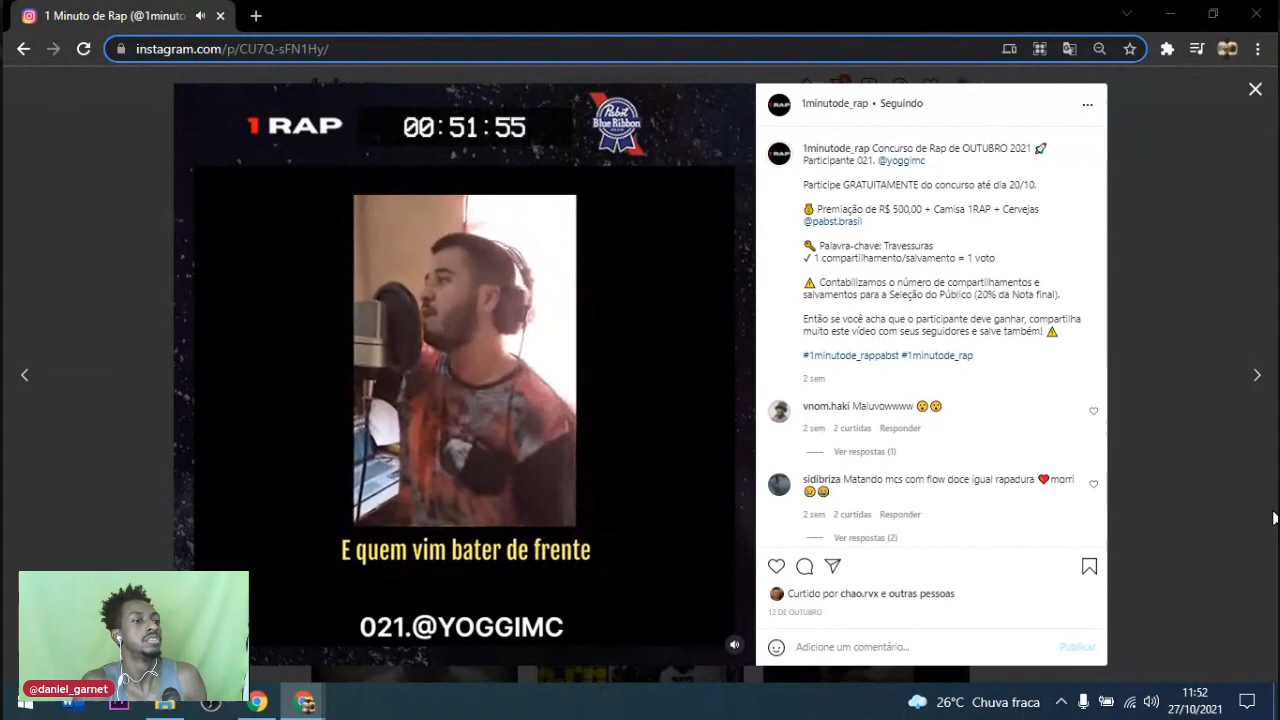 1 Minuto de Rap (@1minuto
instagram.com/p/CU7Q-sFN1Hy/
1 RAP
00:51:55
Pabst
Blue Ribbon
E quem vim bater de frente
021.@YOGGIMC
@daniel_garnet
1RAP
1minutode_rap • Seguindo
1RAP
1minutode_rap Concurso de Rap de OUTUBRO 2021 🚀
Participante 021. @yoggimc
Participe GRATUITAMENTE do concurso até dia 20/10.
💰 Premiação de R$ 500,00 + Camisa 1RAP + Cervejas
@pabst.brasil
🔑 Palavra-chave: Travessuras
✓ 1 compartilhamento/salvamento = 1 voto
⚠️ Contabilizamos o número de compartilhamentos e
salvamentos para a Seleção do Público (20% da Nota final).
Então se você acha que o participante deve ganhar, compartilha
muito este vídeo com seus seguidores e salve também! ⚠️
#1minutode_rappabst #1minutode_rap
2 sem
vnom.haki Maluvowwww 😯😯
2 sem 2 curtidas Responder
Ver respostas (1)
sidibriza Matando mcs com flow doce igual rapadura ❤️morri
😥😂
2 sem 2 curtidas Responder
Ver respostas (2)
Curtido por chao.rvx e outras pessoas
12 DE OUTUBRO
Adicione um comentário...
Publicar
26°C Chuva fraca
11:52
27/10/2021